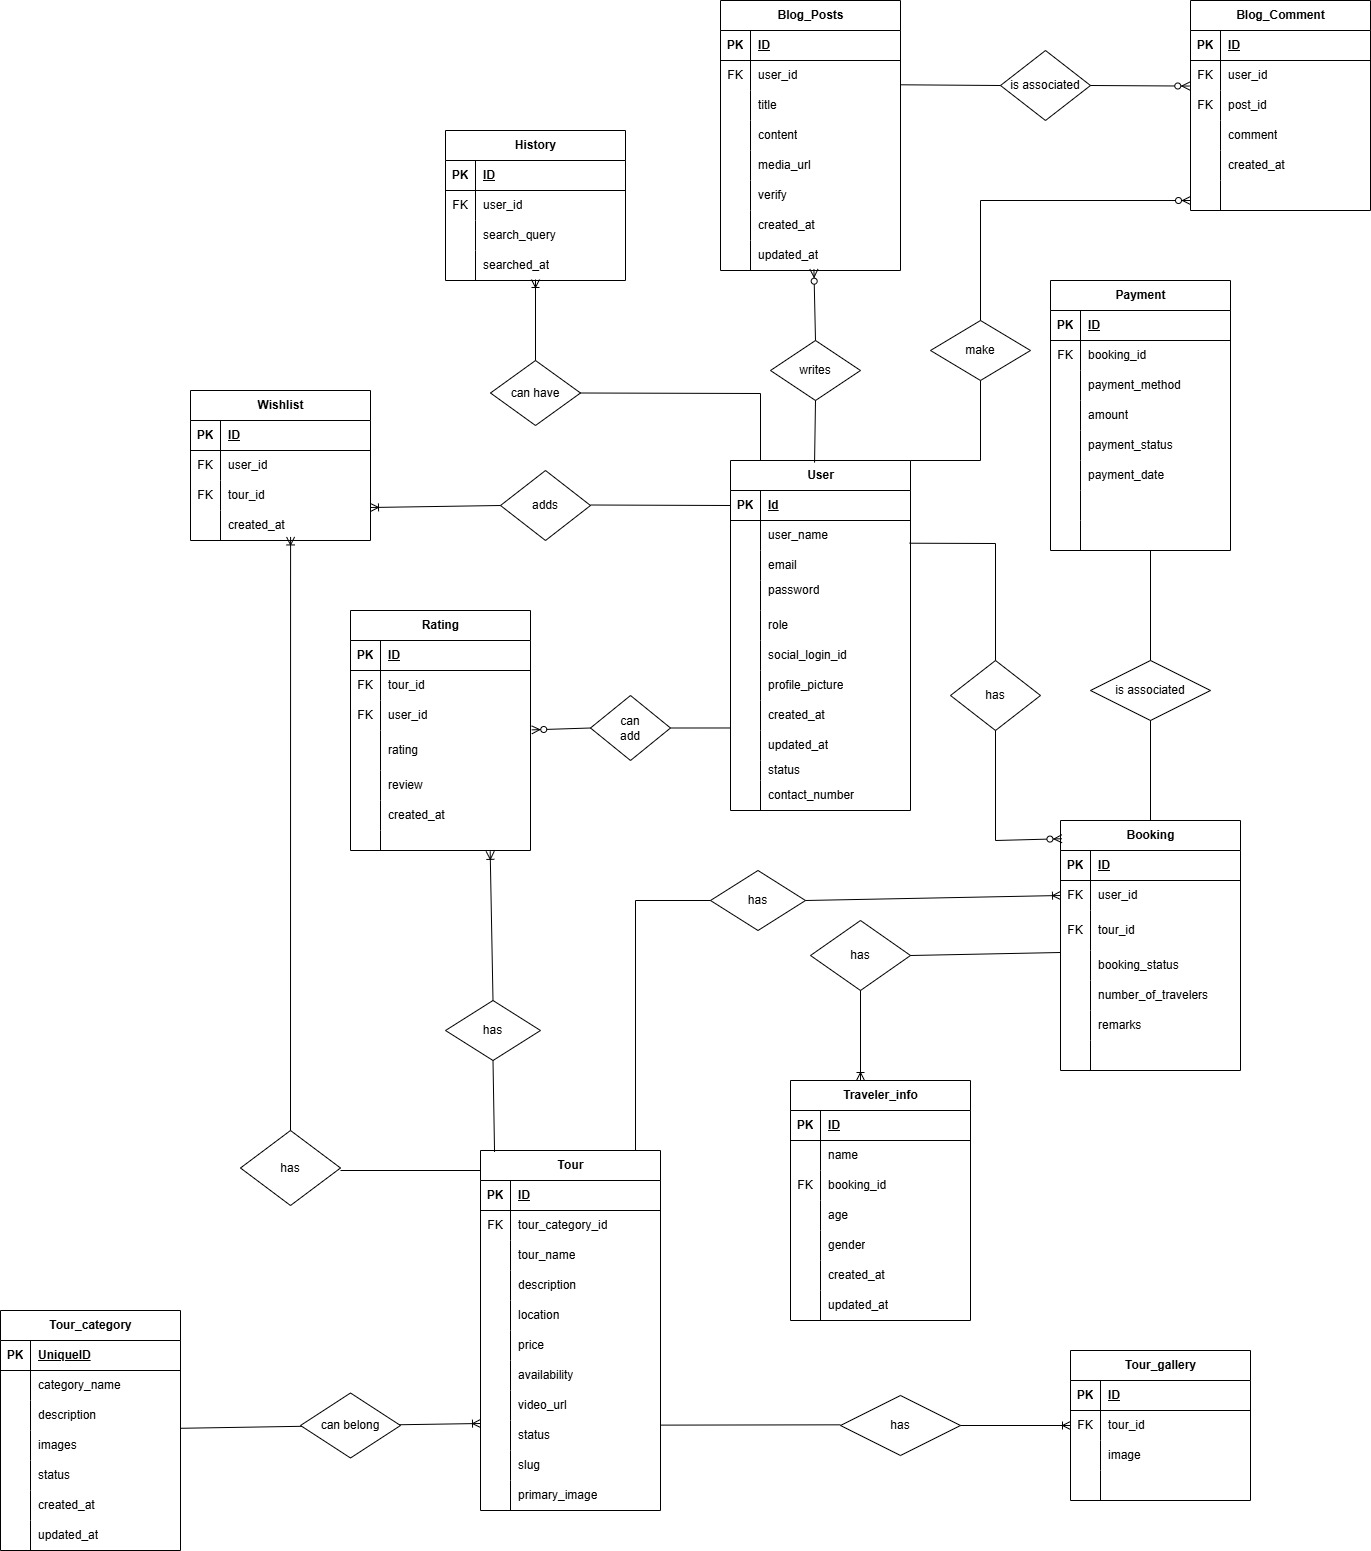 Blog_Posts
PK ID
FK user_id
title
content
media_url
verify
created_at
updated_at
is associated
Blog_Comment
PK ID
FK user_id
FK post_id
comment
created_at
History
PK ID
FK user_id
search_query
searched_at
can have
writes
make
Payment
PK ID
FK booking_id
payment_method
amount
payment_status
payment_date
Wishlist
PK ID
FK user_id
FK tour_id
created_at
adds
User
PK Id
user_name
email
password
role
social_login_id
profile_picture
created_at
updated_at
status
contact_number
Rating
PK ID
FK tour_id
FK user_id
rating
review
created_at
can
add
has
is associated
Booking
PK ID
FK user_id
FK tour_id
booking_status
number_of_travelers
remarks
has
has
has
has
Traveler_info
PK ID
name
FK booking_id
age
gender
created_at
updated_at
Tour
PK ID
FK tour_category_id
tour_name
description
location
price
availability
video_url
status
slug
primary_image
Tour_category
PK UniqueID
category_name
description
images
status
created_at
updated_at
can belong
has
Tour_gallery
PK ID
FK tour_id
image